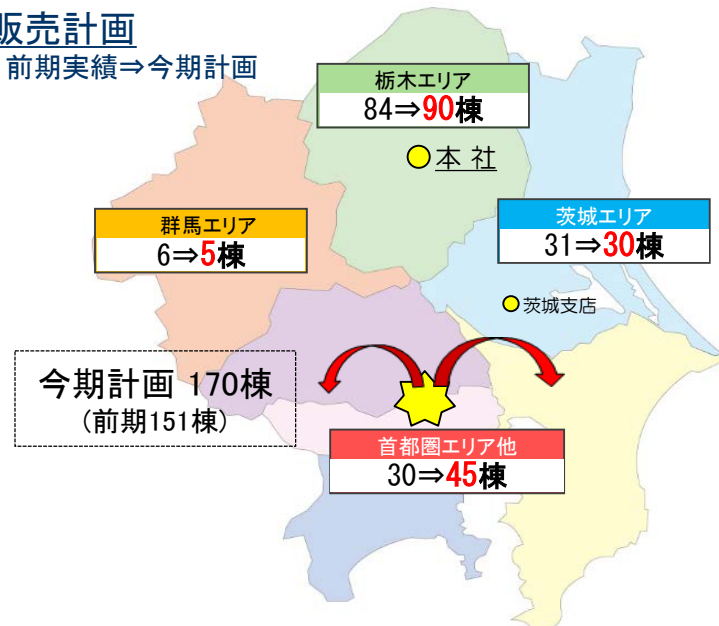 販売計画
前期実績⇒今期計画
栃木エリア
84⇒90棟
本 社
群馬エリア
6⇒5棟
茨城エリア
31⇒30棟
茨城支店
今期計画 170棟
(前期151棟)
首都圏エリア他
30⇒45棟